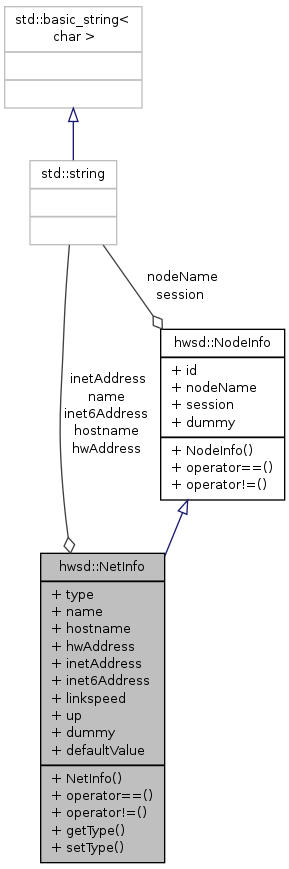 std::basic_string<
char >
std::string
nodeName
session
hwsd::NodeInfo
+ id
+ nodeName
+ session
+ dummy
+ NodeInfo()
+ operator==()
+ operator!=()
inetAddress
name
inet6Address
hostname
hwAddress
hwsd::NetInfo
+ type
+ name
+ hostname
+ hwAddress
+ inetAddress
+ inet6Address
+ linkspeed
+ up
+ dummy
+ defaultValue
+ NetInfo()
+ operator==()
+ operator!=()
+ getType()
+ setType()